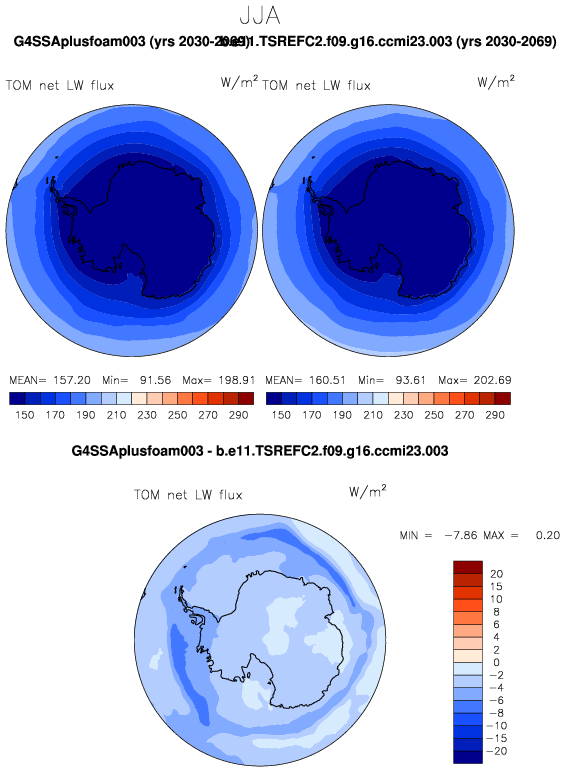 JJA
G4SSAplusfoam003 (yrs 2030-2069) b.e11.TSREFC2.f09.g16.ccmi23.003 (yrs 2030-2069)
TOM net LW flux W/m² TOM net LW flux W/m²
MEAN= 157.20 Min= 91.56 Max= 198.91 MEAN= 160.51 Min= 93.61 Max= 202.69
150 170 190 210 230 250 270 290 150 170 190 210 230 250 270 290
G4SSAplusfoam003 - b.e11.TSREFC2.f09.g16.ccmi23.003
TOM net LW flux W/m²
MIN = −7.86 MAX = 0.20
20
15
10
8
6
4
2
0
−2
−4
−6
−8
−10
−15
−20